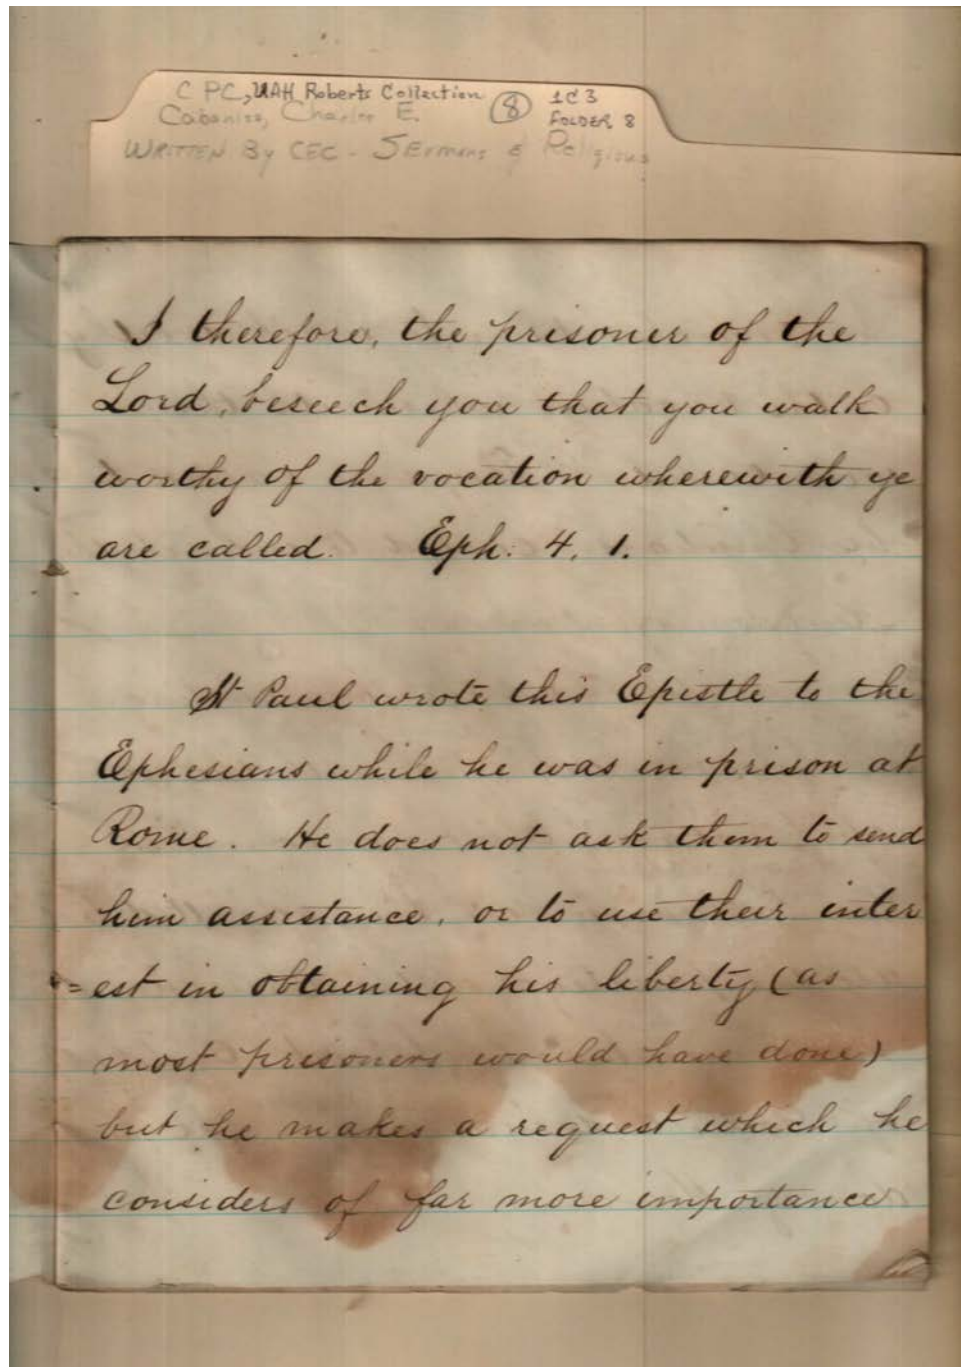 C PC, UAH Roberts Collection 8 1C3
Cabaniss, Charles E. FOLDER 8
WRITTEN By CEC - SERMONS & Religious
I therefore, the prisoner of the
Lord, beseech you that you walk
worthy of the vocation wherewith ye
are called. Eph. 4. 1.
St Paul wrote this Epistle to the
Ephesians while he was in prison at
Rome. He does not ask them to send
him assistance, or to use their inter
=est in obtaining his liberty (as
most prisoners would have done)
but he makes a request which he
considers of far more importance